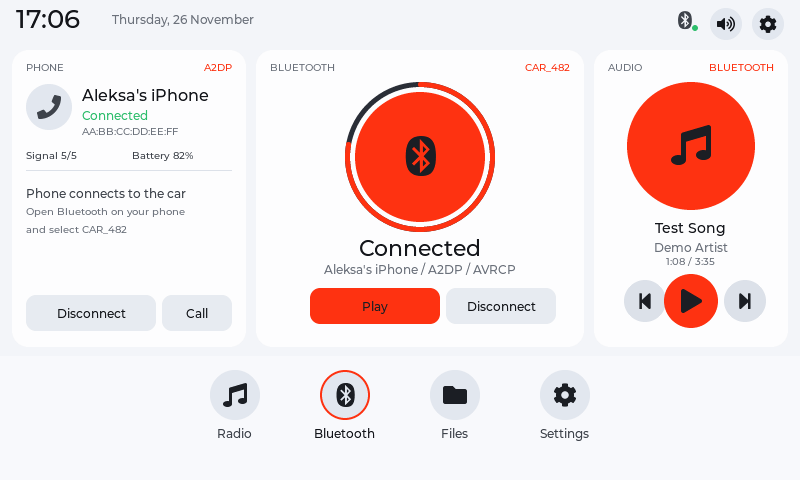 17:06
Thursday, 26 November
PHONE
A2DP
Aleksa's iPhone
Connected
AA:BB:CC:DD:EE:FF
Signal 5/5
Battery 82%
Phone connects to the car
Open Bluetooth on your phone
and select CAR_482
Disconnect
Call
BLUETOOTH
CAR_482
Connected
Aleksa's iPhone / A2DP / AVRCP
Play
Disconnect
AUDIO
BLUETOOTH
Test Song
Demo Artist
1:08 / 3:35
Radio
Bluetooth
Files
Settings